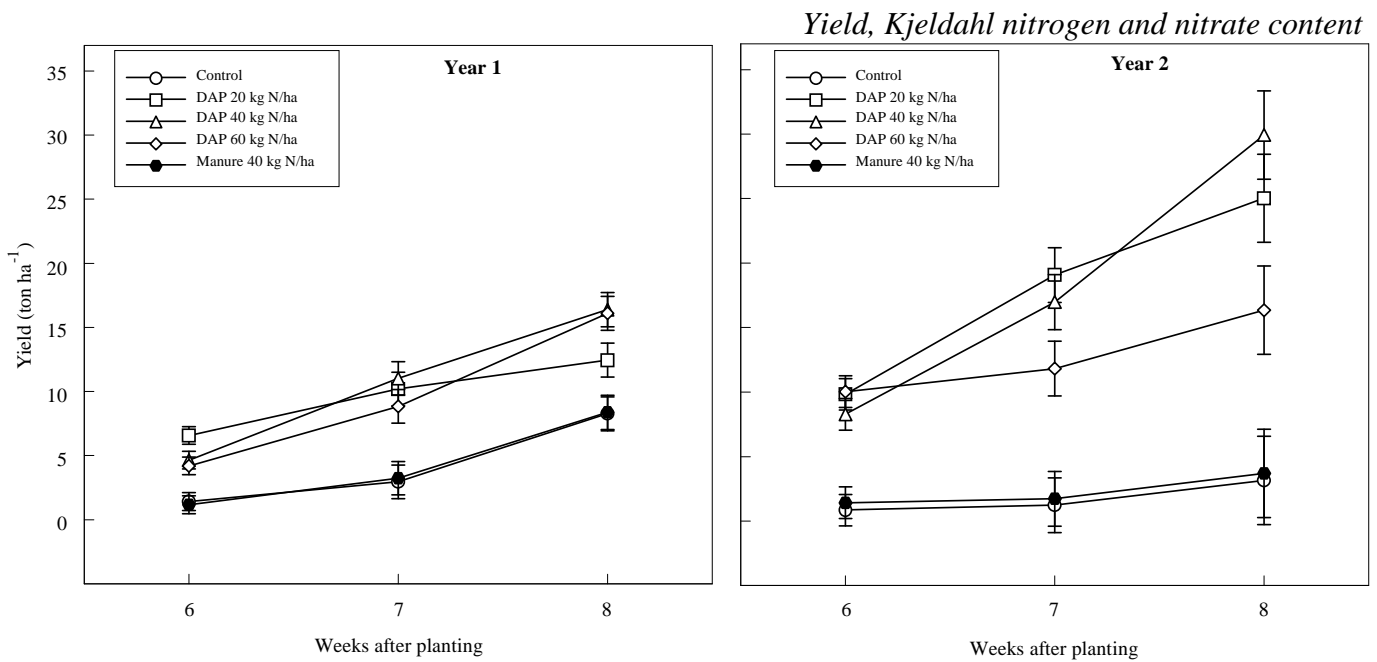 Yield, Kjeldahl nitrogen and nitrate content
Year 1
Control
DAP 20 kg N/ha
DAP 40 kg N/ha
DAP 60 kg N/ha
Manure 40 kg N/ha
35
30
25
20
15
10
5
0
Yield (ton ha-1)
6 7 8
Weeks after planting
Year 2
Control
DAP 20 kg N/ha
DAP 40 kg N/ha
DAP 60 kg N/ha
Manure 40 kg N/ha
6 7 8
Weeks after planting